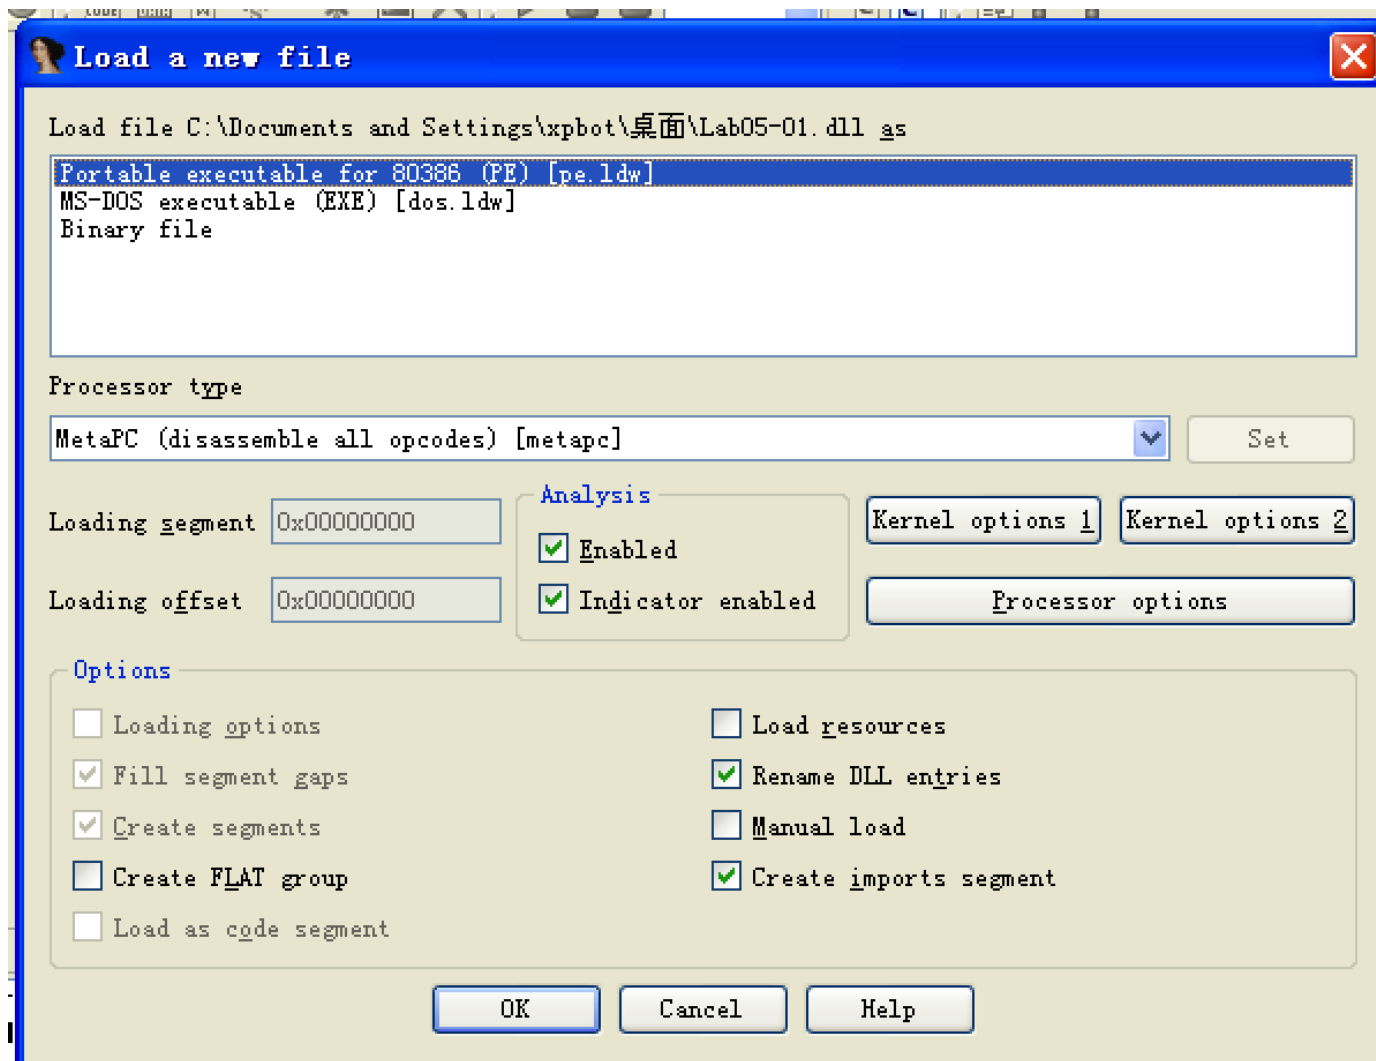 Load a new file
Load file C:\Documents and Settings\xpbot\桌面\Lab05-01.dll as
Portable executable for 80386 (PE) [pe.ldw]
MS-DOS executable (EXE) [dos.ldw]
Binary file
Processor type
MetaPC (disassemble all opcodes) [metapc]
Set
Loading segment 0x00000000
Loading offset 0x00000000
Analysis
Enabled
Indicator enabled
Kernel options 1
Kernel options 2
Processor options
Options
Loading options
Fill segment gaps
Create segments
Create FLAT group
Load as code segment
Load resources
Rename DLL entries
Manual load
Create imports segment
OK
Cancel
Help